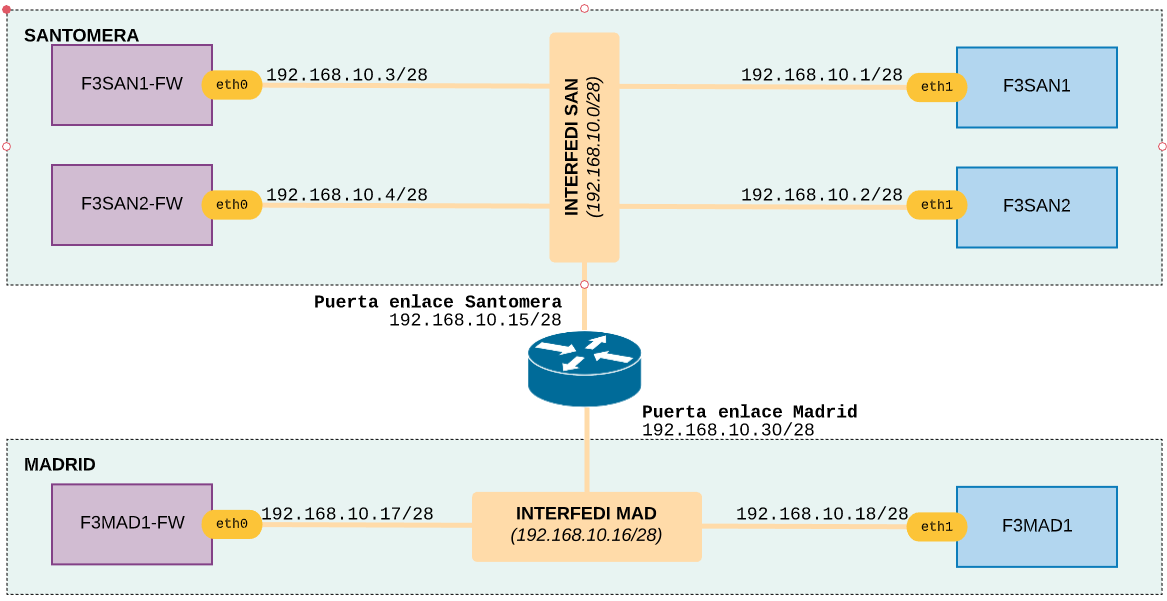 SANTOMERA
F3SAN1-FW
eth0
192.168.10.3/28
INTERFEDI SAN
(192.168.10.0/28)
192.168.10.1/28
eth1
F3SAN1
F3SAN2-FW
eth0
192.168.10.4/28
192.168.10.2/28
eth1
F3SAN2
Puerta enlace Santomera
192.168.10.15/28
Puerta enlace Madrid
192.168.10.30/28
MADRID
F3MAD1-FW
eth0
192.168.10.17/28
INTERFEDI MAD
(192.168.10.16/28)
192.168.10.18/28
eth1
F3MAD1